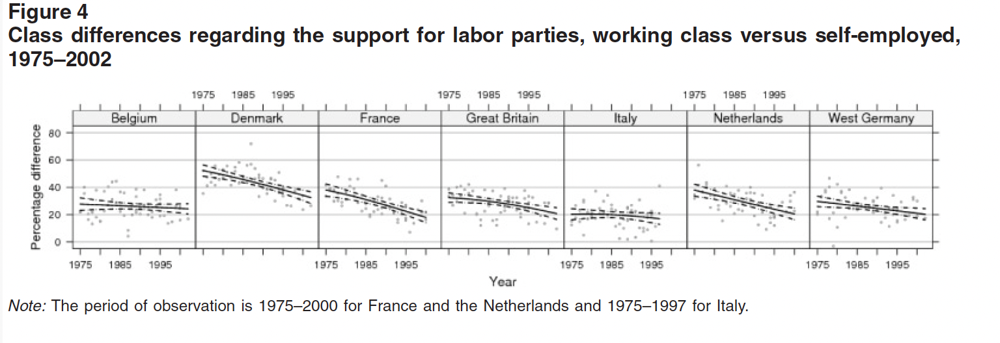 Figure 4
Class differences regarding the support for labor parties, working class versus self-employed,
1975–2002
1975 1985 1995 1975 1985 1995 1975 1985 1995
Belgium Denmark France Great Britain Italy Netherlands West Germany
Percentage difference
80
60
40
20
0
1975 1985 1995 1975 1985 1995 1975 1985 1995 1975 1985 1995
Year
Note: The period of observation is 1975–2000 for France and the Netherlands and 1975–1997 for Italy.